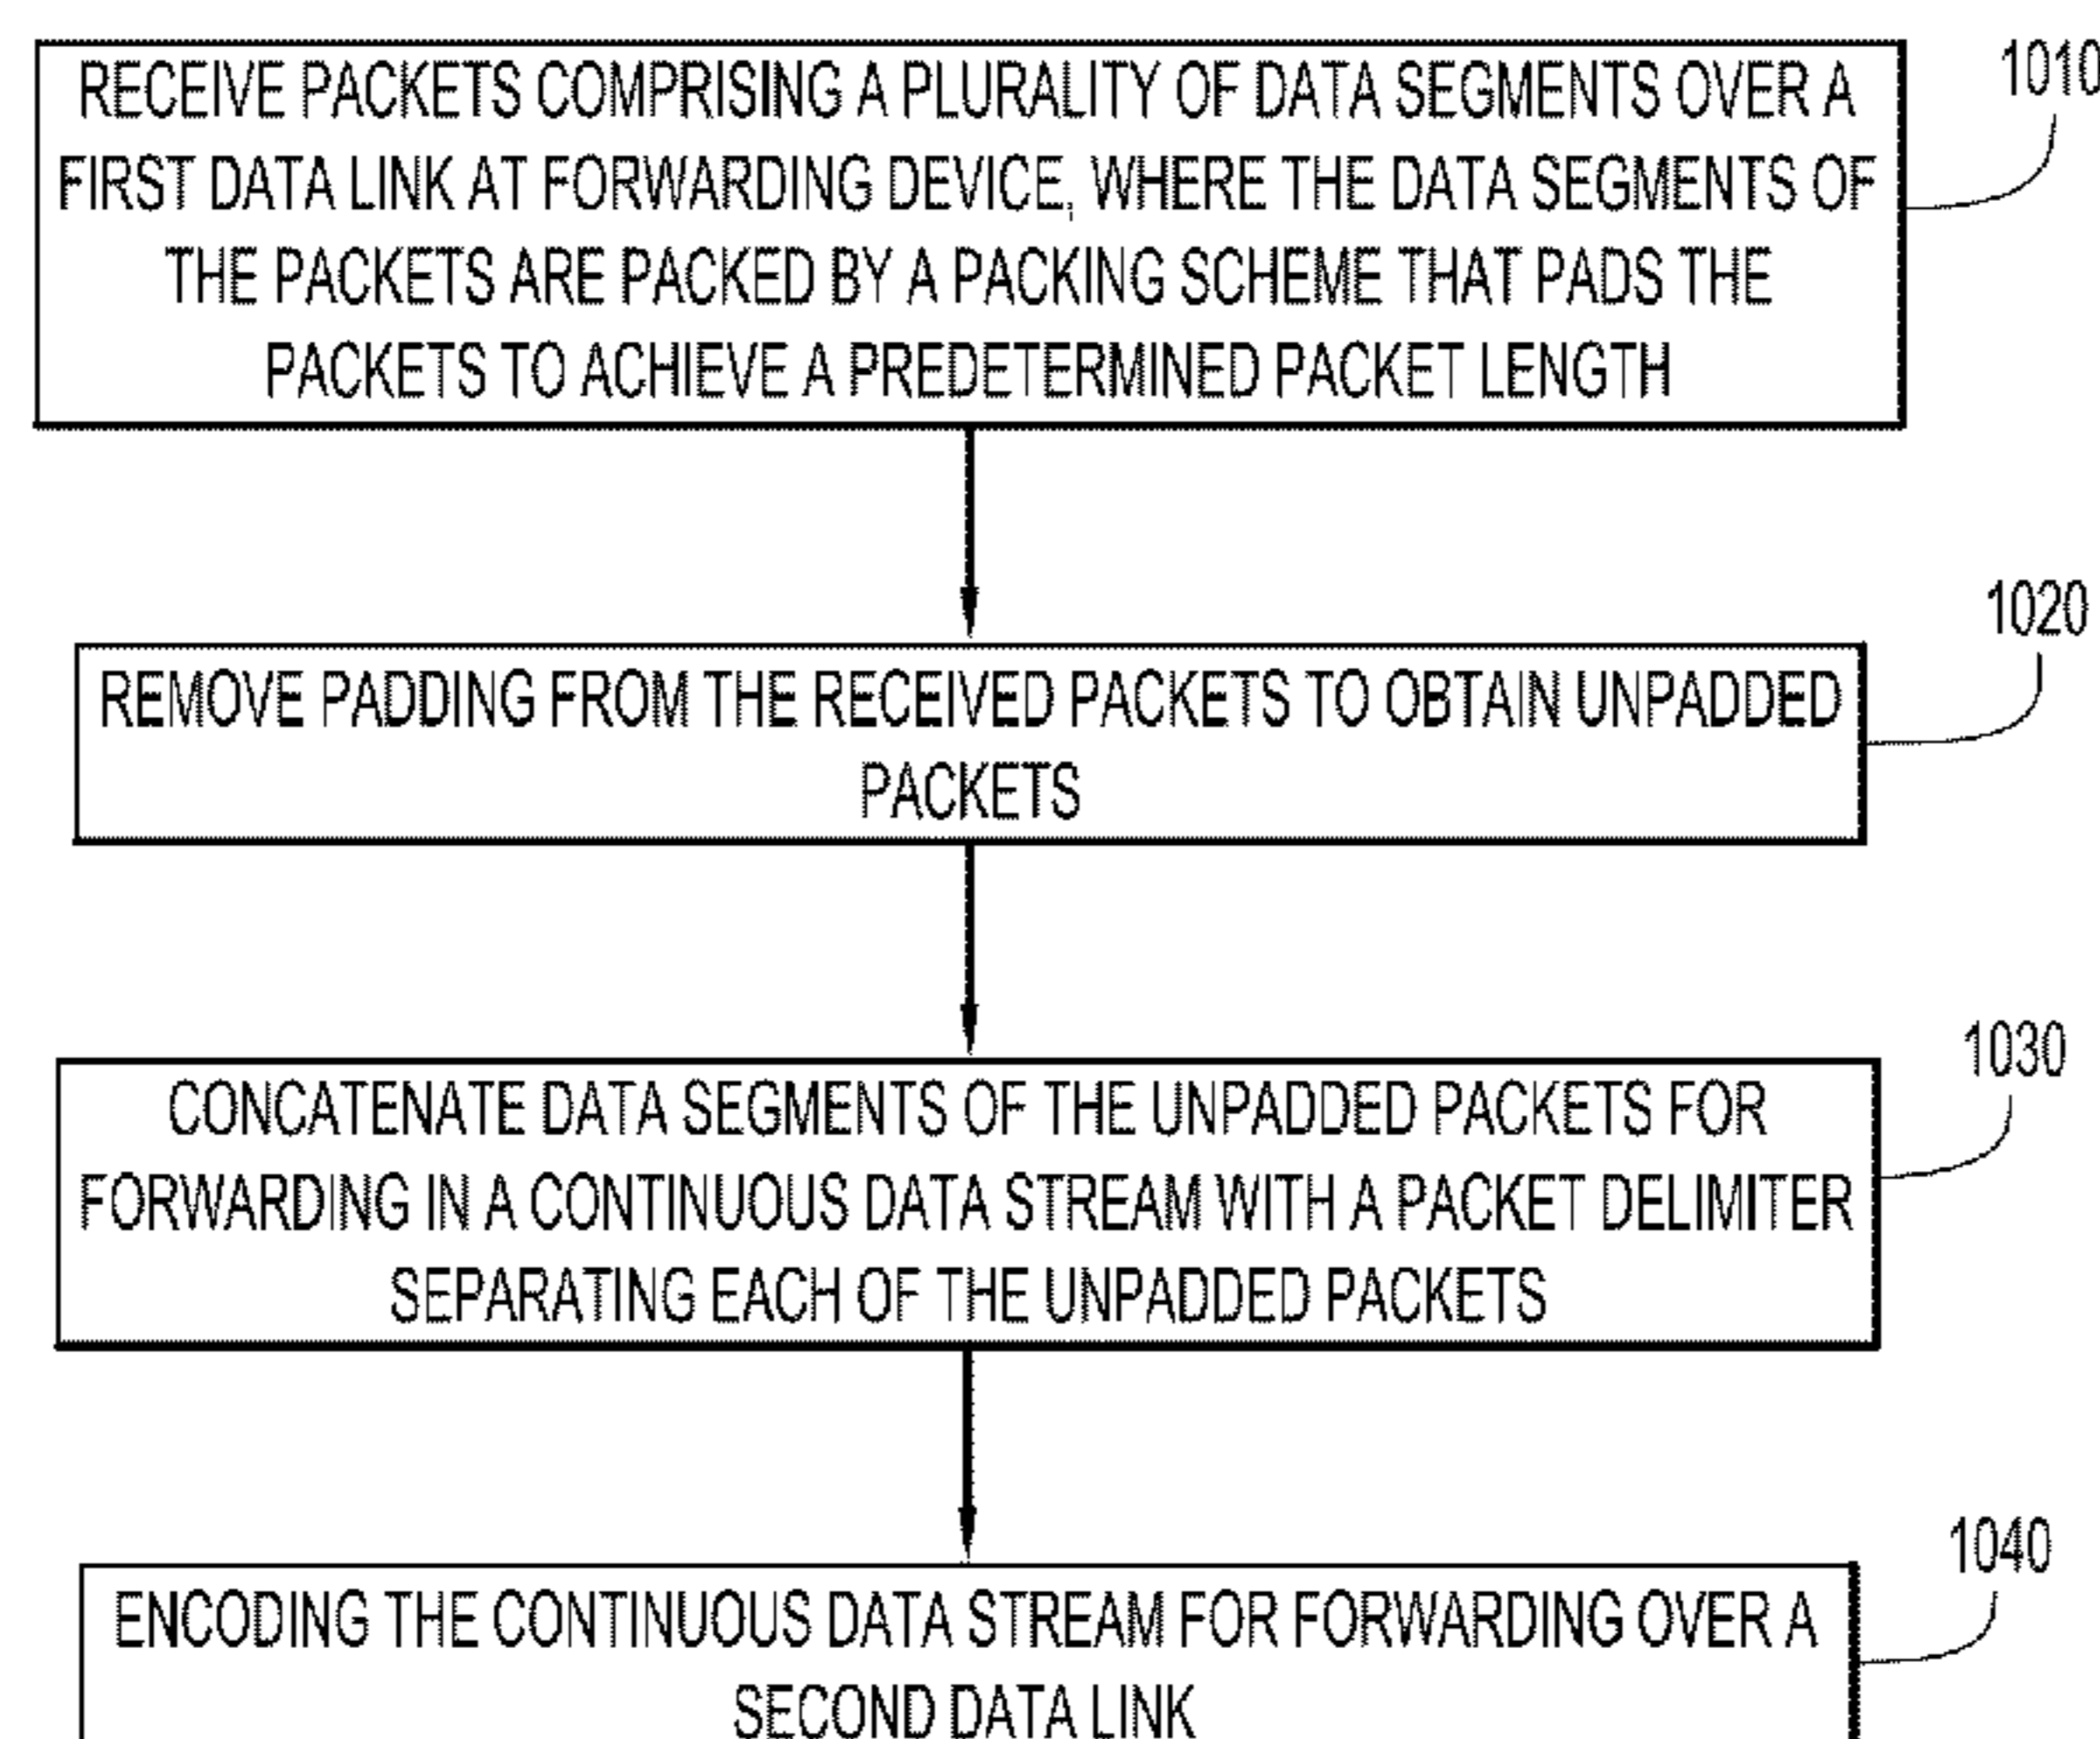 RECEIVE PACKETS COMPRISING A PLURALITY OF DATA SEGMENTS OVER A
FIRST DATA LINK AT FORWARDING DEVICE, WHERE THE DATA SEGMENTS OF
THE PACKETS ARE PACKED BY A PACKING SCHEME THAT PADS THE
PACKETS TO ACHIEVE A PREDETERMINED PACKET LENGTH
1010
REMOVE PADDING FROM THE RECEIVED PACKETS TO OBTAIN UNPADDED
PACKETS
1020
CONCATENATE DATA SEGMENTS OF THE UNPADDED PACKETS FOR
FORWARDING IN A CONTINUOUS DATA STREAM WITH A PACKET DELIMITER
SEPARATING EACH OF THE UNPADDED PACKETS
1030
ENCODING THE CONTINUOUS DATA STREAM FOR FORWARDING OVER A
SECOND DATA LINK
1040